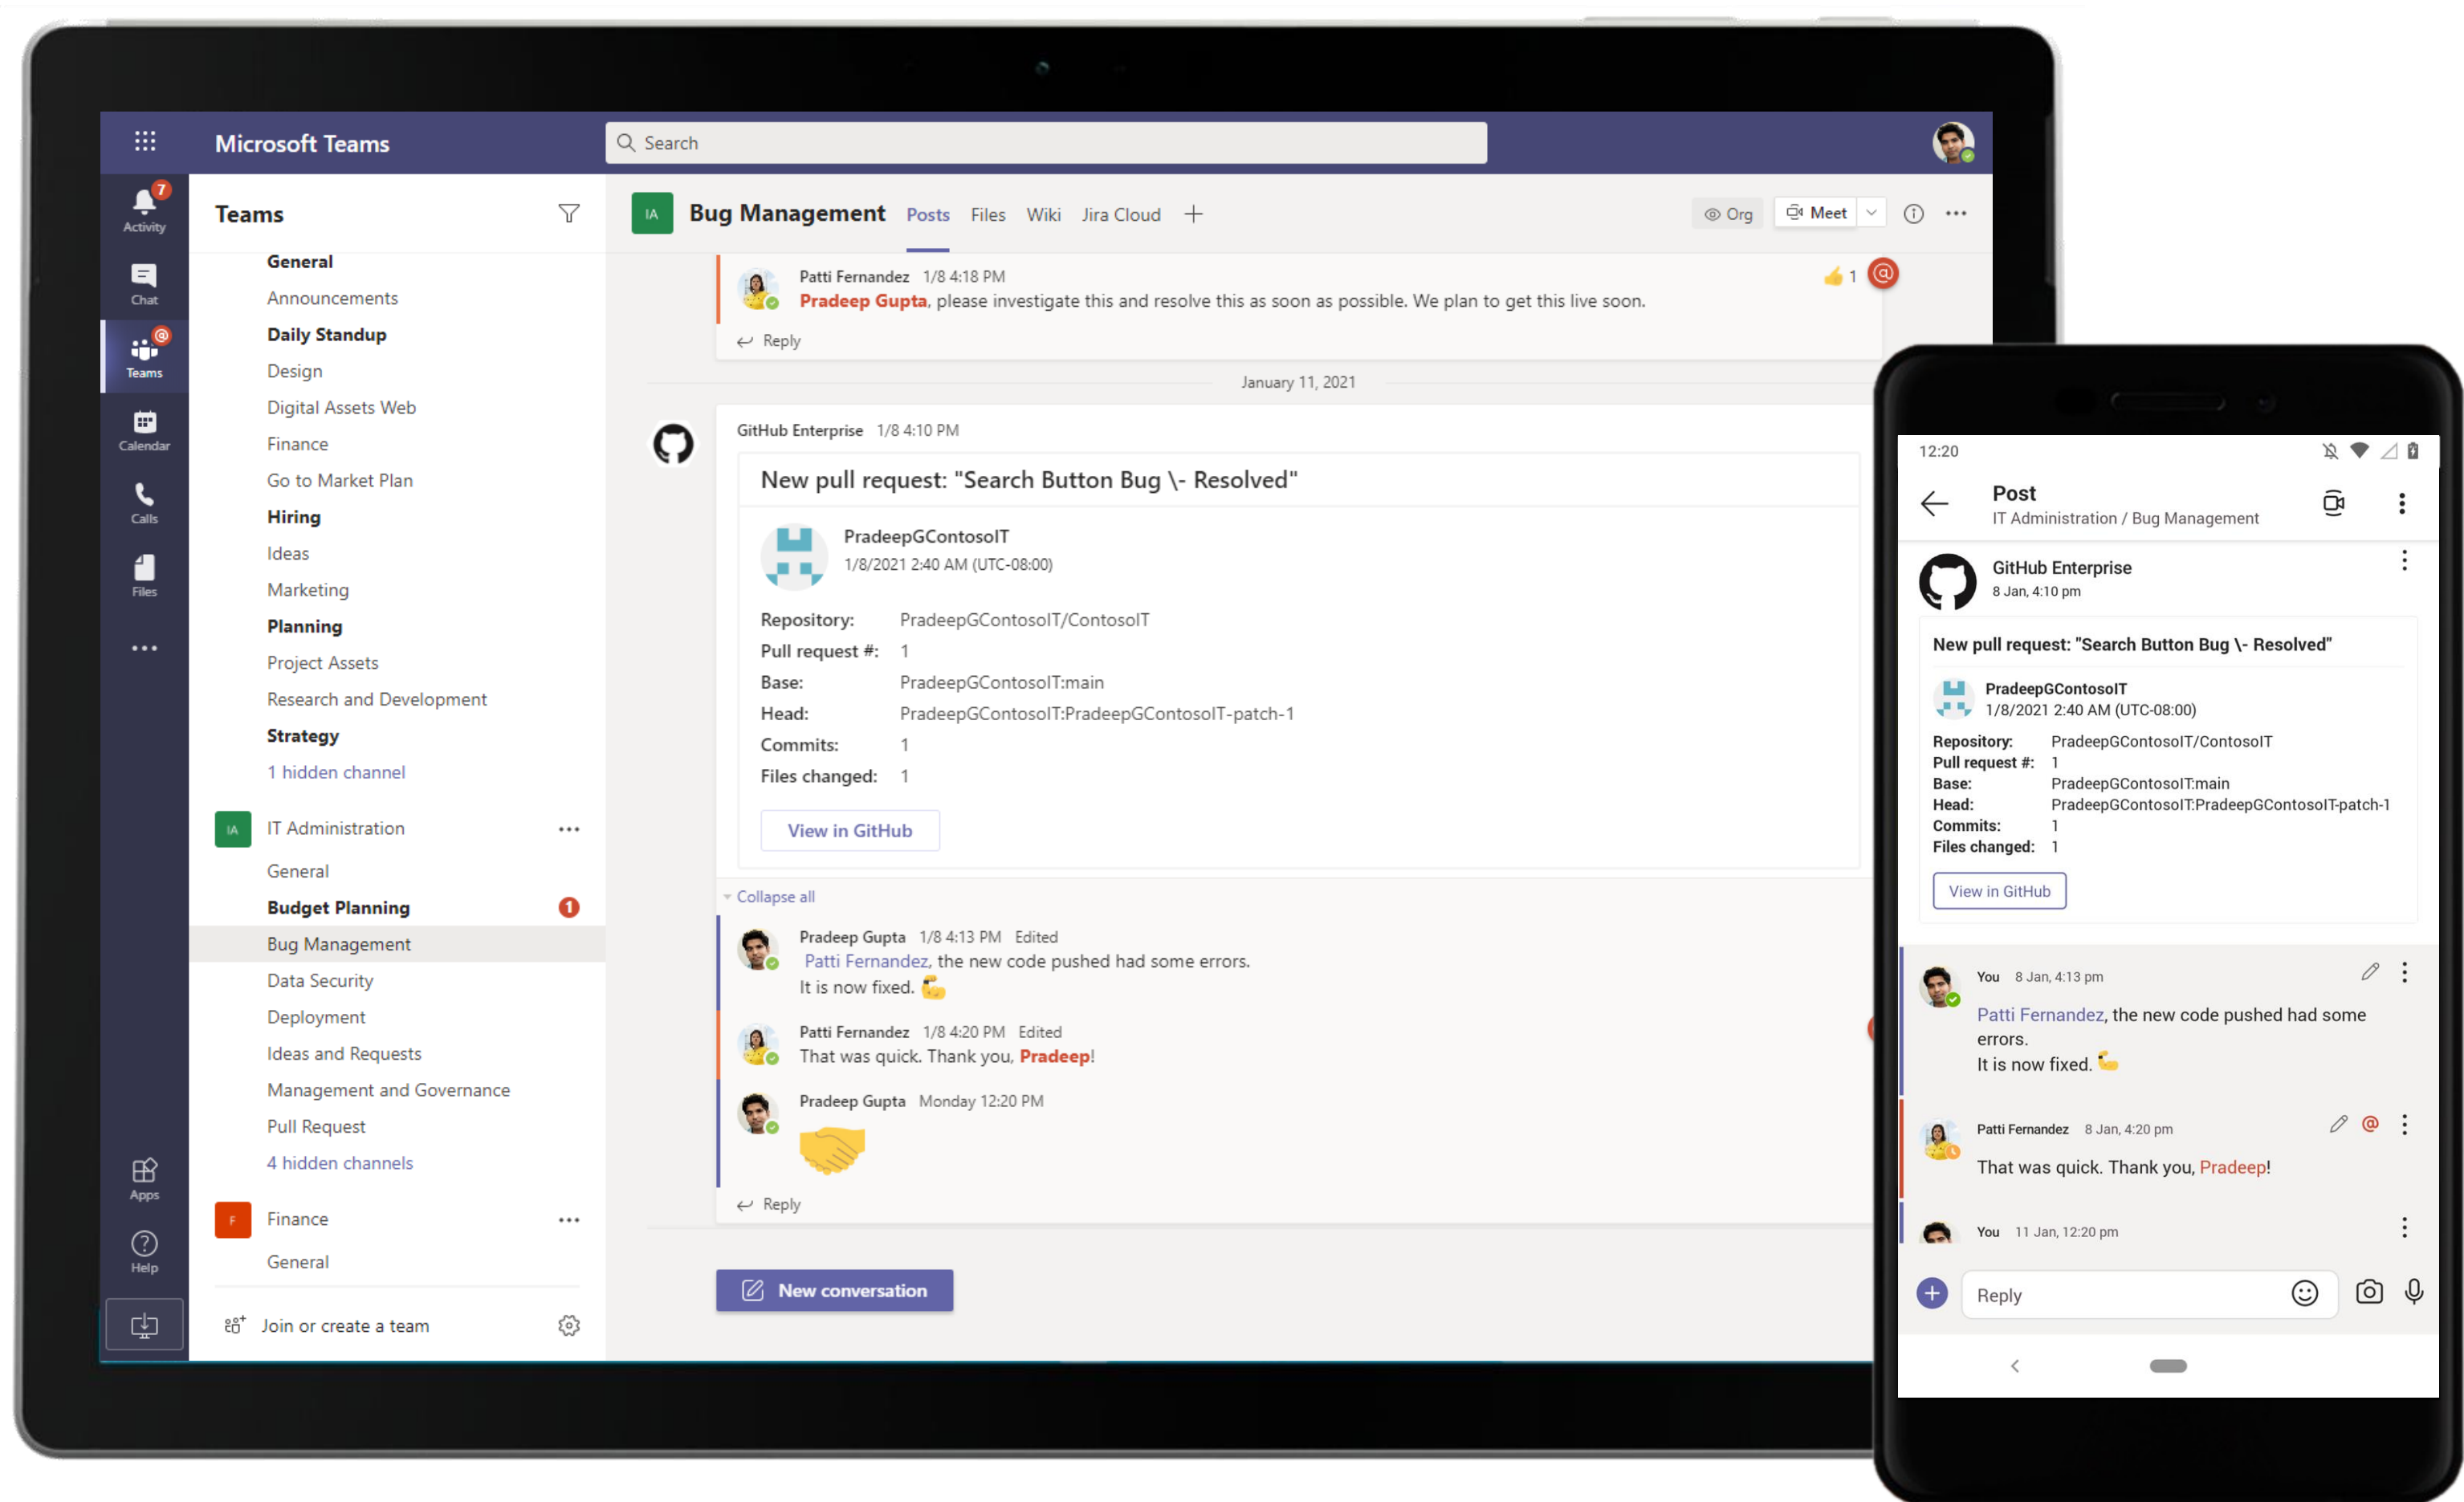 Microsoft Teams
Search
7
Activity
Chat
@
Teams
Calendar
Calls
Files
Apps
Help
Teams
General
Announcements
Daily Standup
Design
Digital Assets Web
Finance
Go to Market Plan
Hiring
Ideas
Marketing
Planning
Project Assets
Research and Development
Strategy
1 hidden channel
IA IT Administration
General
Budget Planning 1
Bug Management
Data Security
Deployment
Ideas and Requests
Management and Governance
Pull Request
4 hidden channels
F Finance
General
Join or create a team
IA Bug Management Posts Files Wiki Jira Cloud
Org Meet
Patti Fernandez 1/8 4:18 PM
1 @
Pradeep Gupta, please investigate this and resolve this as soon as possible. We plan to get this live soon.
Reply
January 11, 2021
GitHub Enterprise 1/8 4:10 PM
New pull request: "Search Button Bug \- Resolved"
PradeepGContosoIT
1/8/2021 2:40 AM (UTC-08:00)
Repository: PradeepGContosoIT/ContosoIT
Pull request #: 1
Base: PradeepGContosoIT:main
Head: PradeepGContosoIT:PradeepGContosoIT-patch-1
Commits: 1
Files changed: 1
View in GitHub
Collapse all
Pradeep Gupta 1/8 4:13 PM Edited
Patti Fernandez, the new code pushed had some errors.
It is now fixed.
Patti Fernandez 1/8 4:20 PM Edited
That was quick. Thank you, Pradeep!
Pradeep Gupta Monday 12:20 PM
Reply
New conversation
12:20
Post
IT Administration / Bug Management
GitHub Enterprise
8 Jan, 4:10 pm
New pull request: "Search Button Bug \- Resolved"
PradeepGContosoIT
1/8/2021 2:40 AM (UTC-08:00)
Repository: PradeepGContosoIT/ContosoIT
Pull request #: 1
Base: PradeepGContosoIT:main
Head: PradeepGContosoIT:PradeepGContosoIT-patch-1
Commits: 1
Files changed: 1
View in GitHub
You 8 Jan, 4:13 pm
Patti Fernandez, the new code pushed had some
errors.
It is now fixed.
Patti Fernandez 8 Jan, 4:20 pm @
That was quick. Thank you, Pradeep!
You 11 Jan, 12:20 pm
Reply